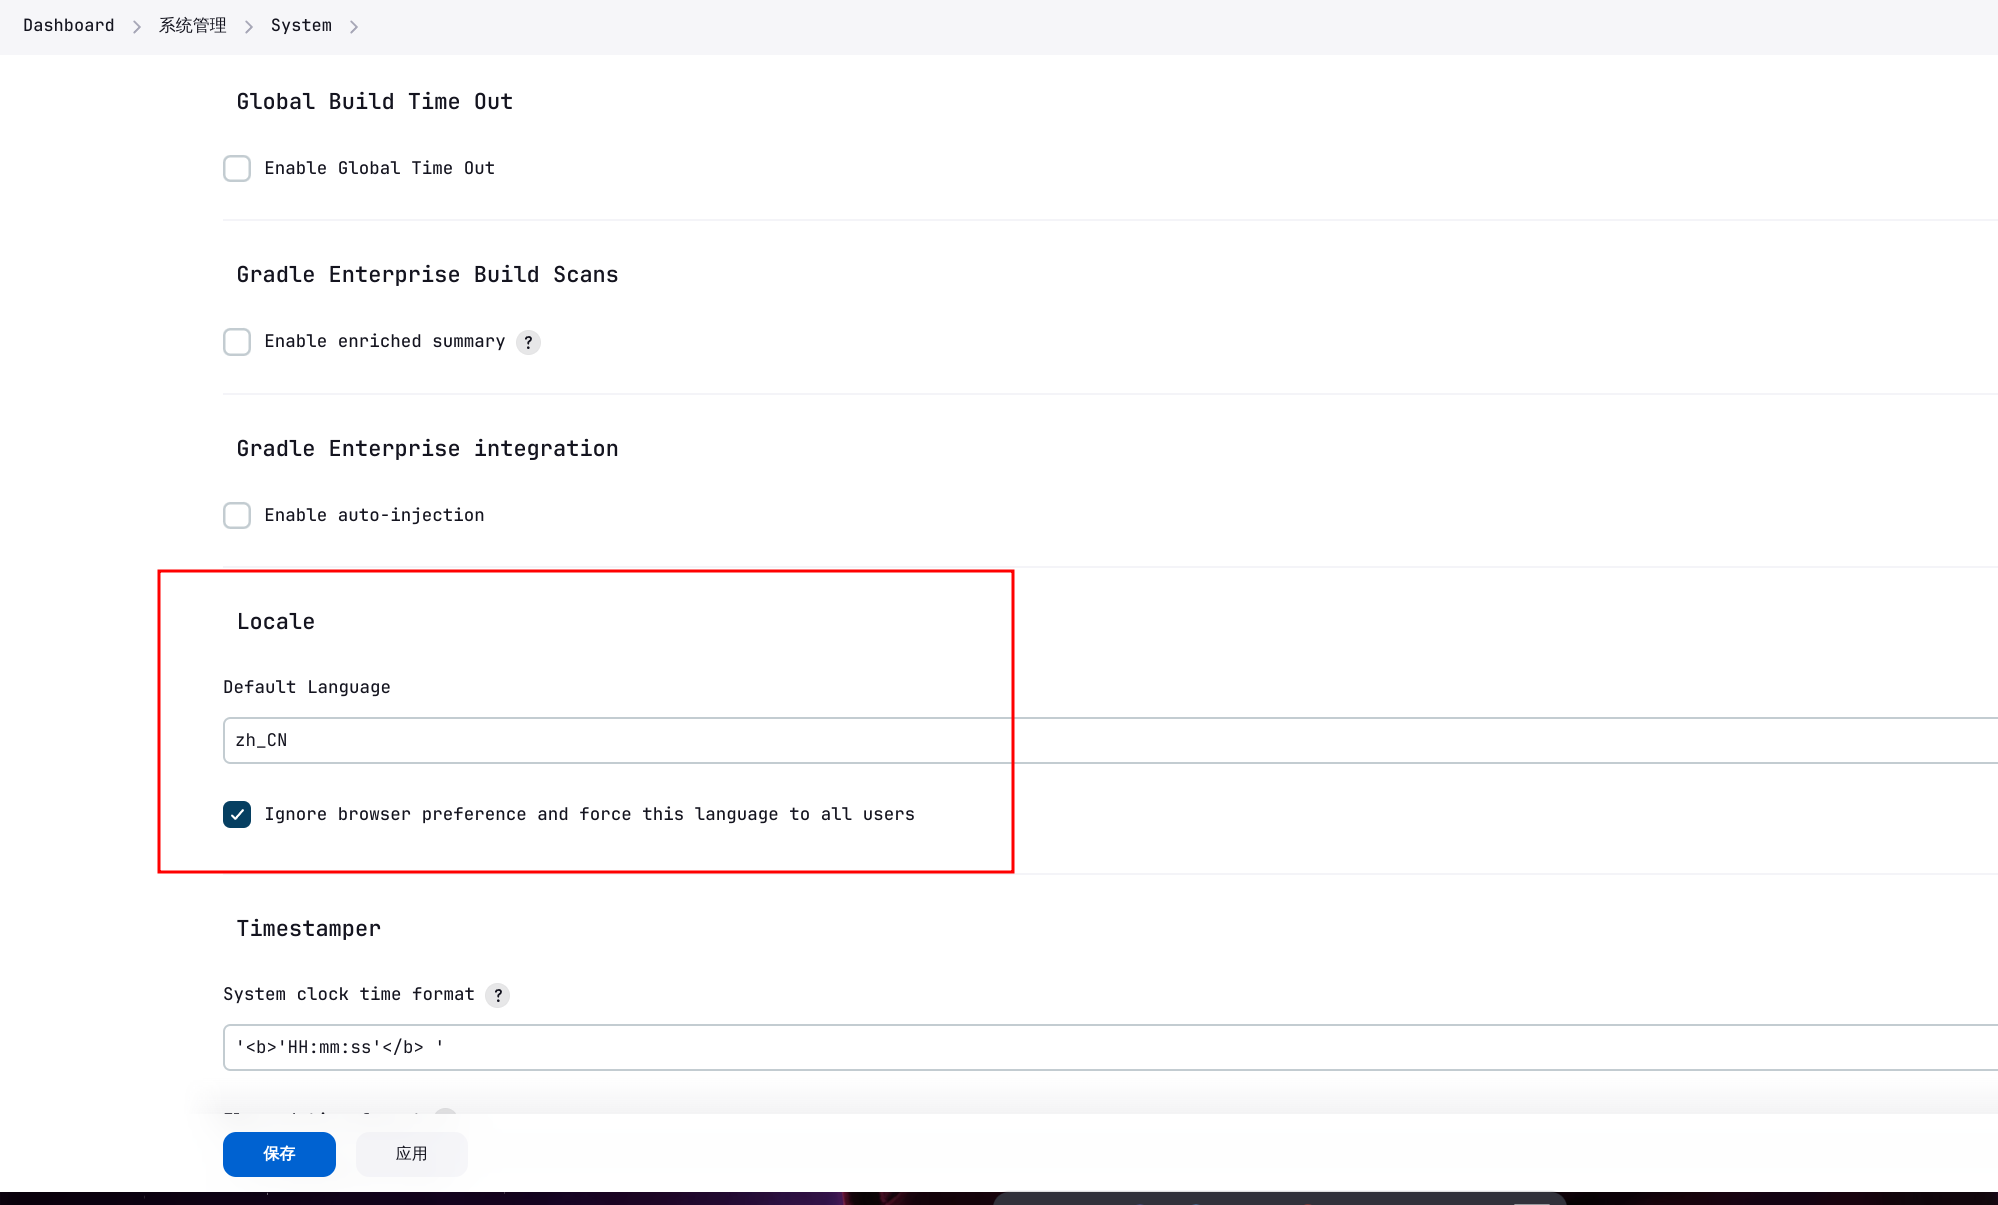 Dashboard > 系统管理 > System >
Global Build Time Out
Enable Global Time Out
Gradle Enterprise Build Scans
Enable enriched summary ?
Gradle Enterprise integration
Enable auto-injection
Locale
Default Language
zh_CN
Ignore browser preference and force this language to all users
Timestamper
System clock time format ?
'<b>'HH:mm:ss'</b> '
保存 应用